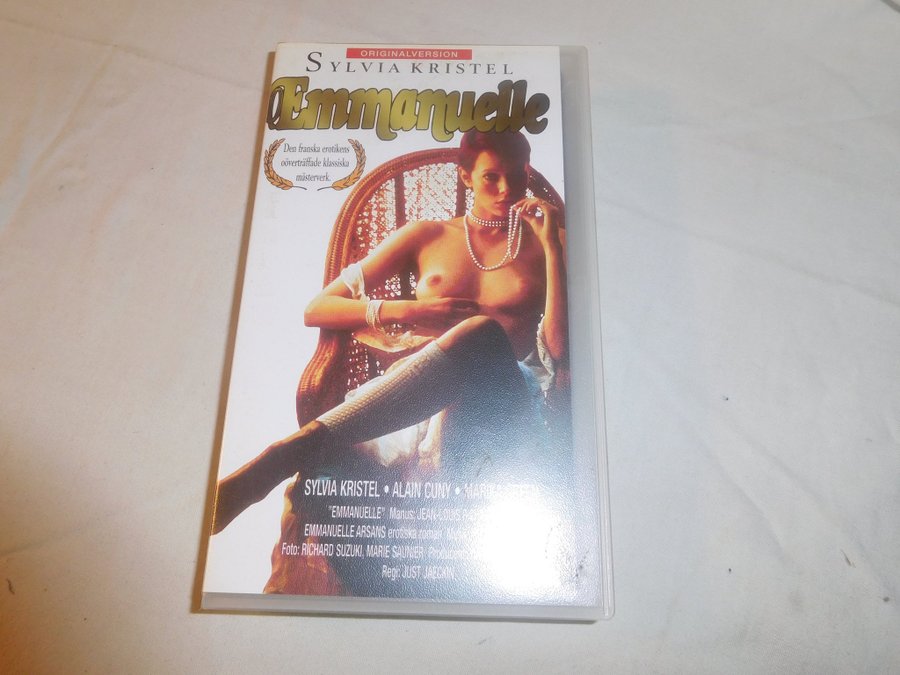 ORIGINALVERSION
SYLVIA KRISTEL
Emmanuelle
Den franska erotikens
oöverträffade klassiska
mästerverk.
SYLVIA KRISTEL • ALAIN CUNY •
"EMMANUELLE" Manus: JEAN-LOUIS
EMMANUELLE ARSANS erotiska roman
Foto: RICHARD SUZUKI, MARIE SAUNIER
Regi: JUST JAECKIN